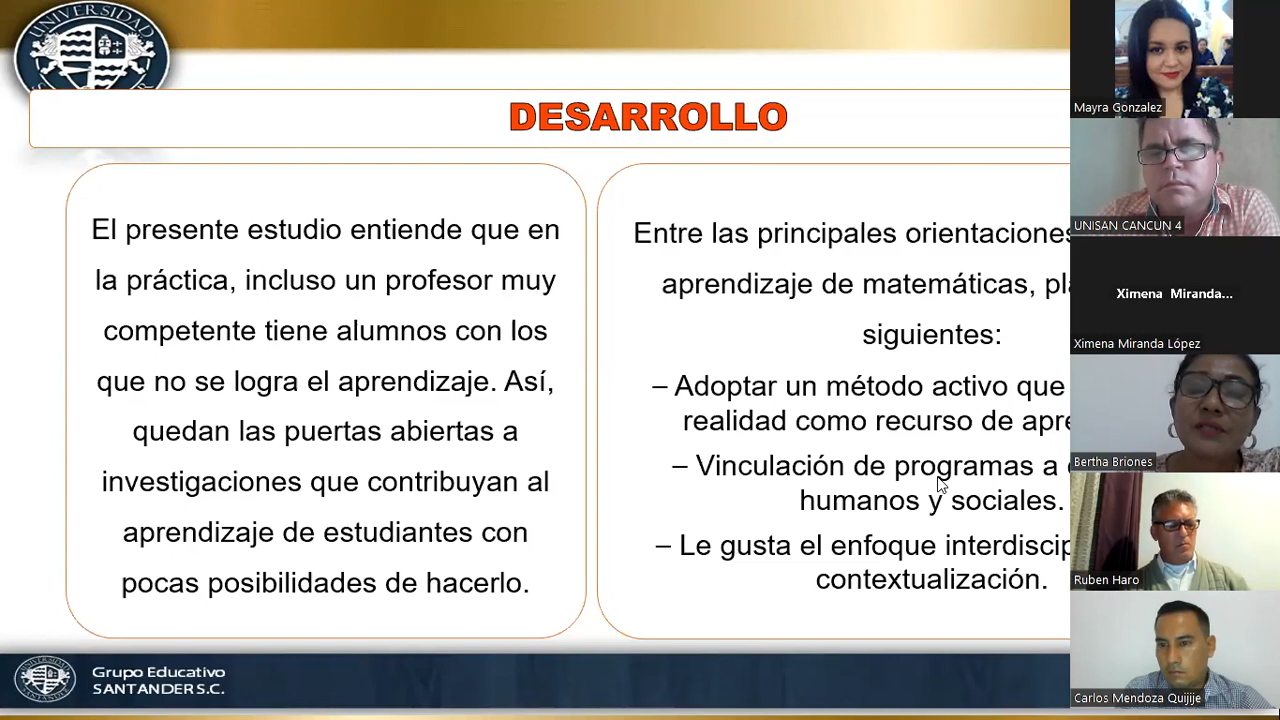 UNIVERSIDAD
DESARROLLO
El presente estudio entiende que en
la práctica, incluso un profesor muy
competente tiene alumnos con los
que no se logra el aprendizaje. Así,
quedan las puertas abiertas a
investigaciones que contribuyan al
aprendizaje de estudiantes con
pocas posibilidades de hacerlo.
Entre las principales orientaciones
aprendizaje de matemáticas,
siguientes:
– Adoptar un método activo que
realidad como recurso de
– Vinculación de programas a
humanos y sociales.
– Le gusta el enfoque
contextualización.
Grupo Educativo
SANTANDER S.C.
Mayra Gonzalez
UNISAN CANCUN 4
Ximena Miranda...
Ximena Miranda López
Bertha Briones
Ruben Haro
Carlos Mendoza Quijije